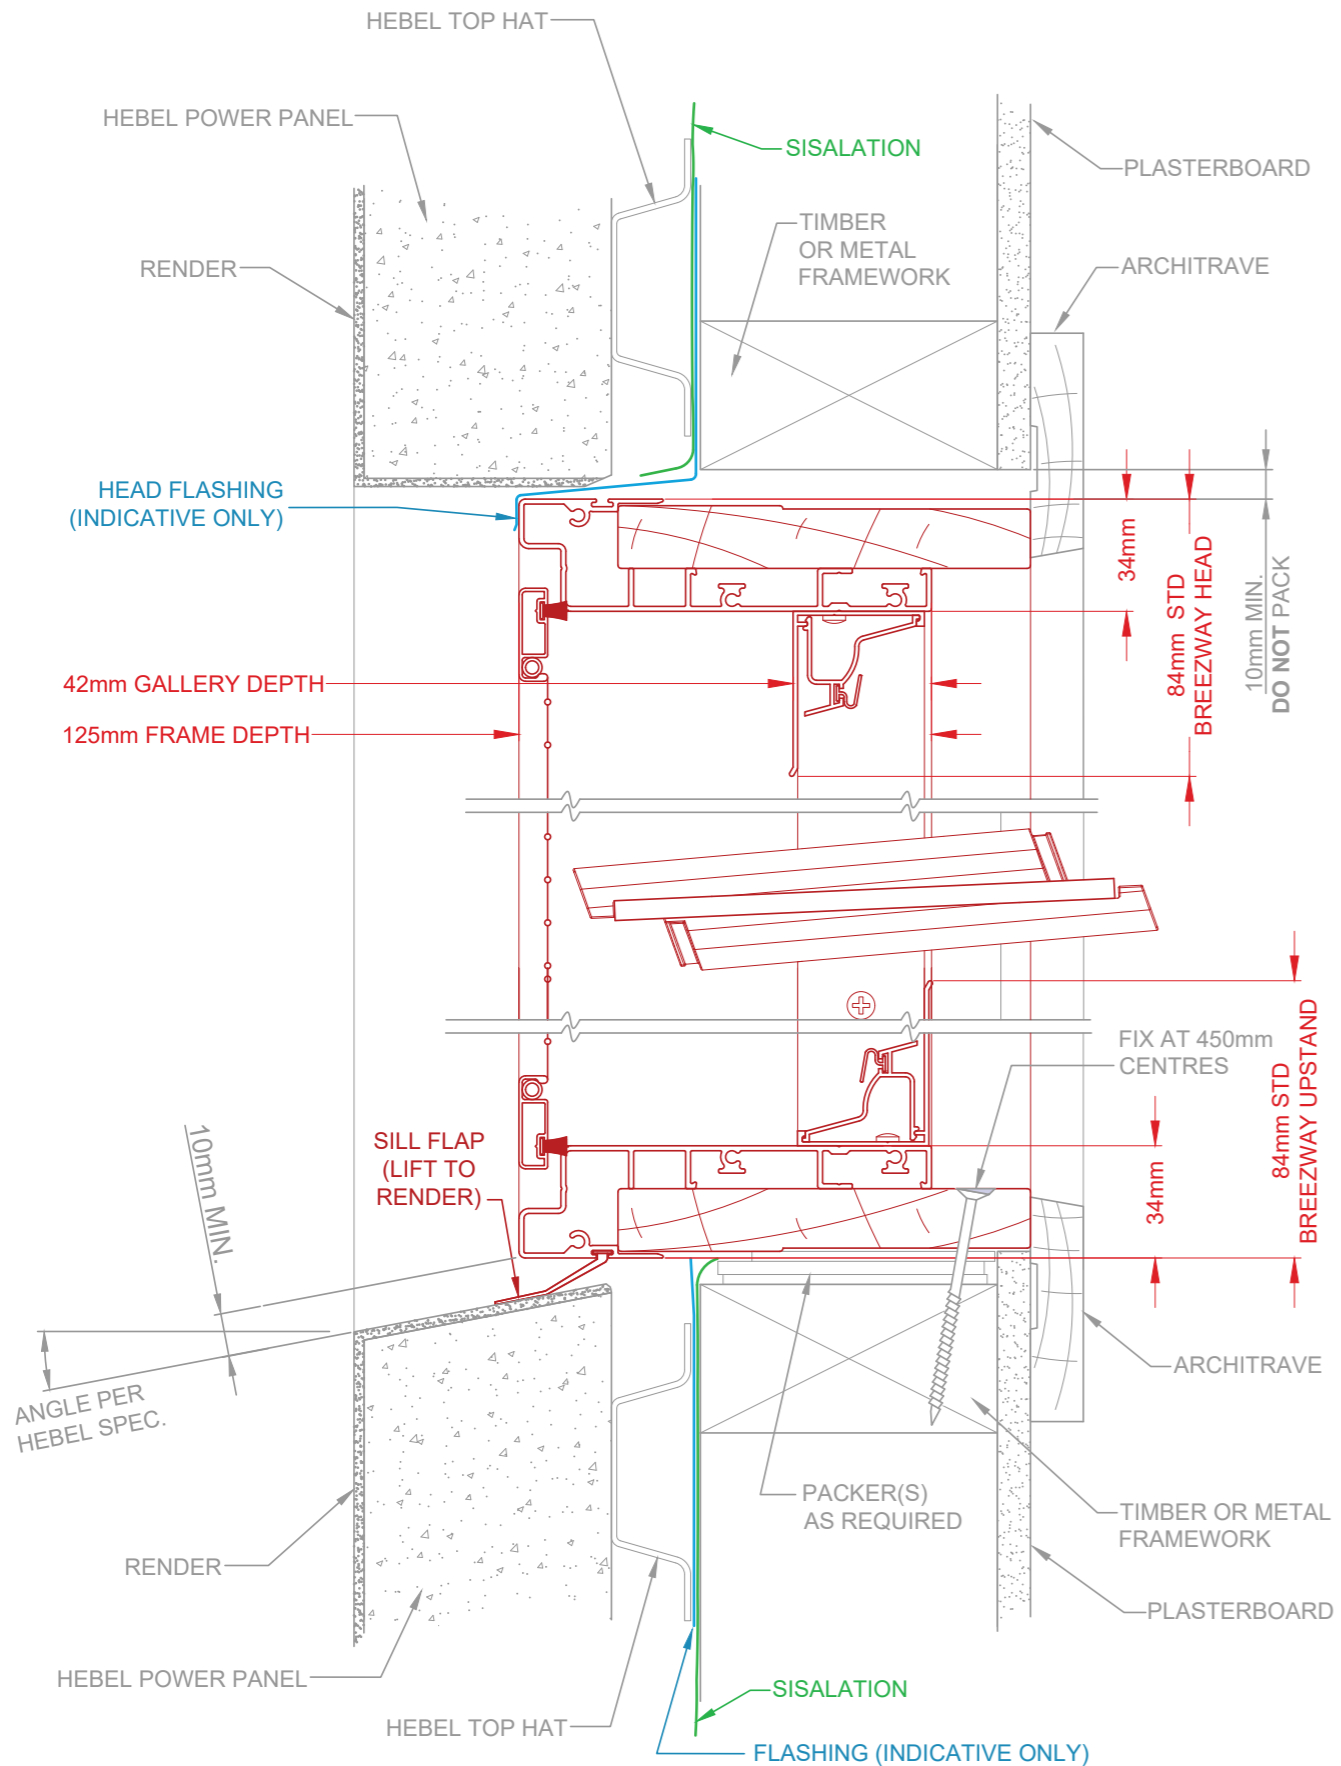 HEBEL TOP HAT
HEBEL POWER PANEL
SISALATION
PLASTERBOARD
TIMBER
OR METAL
FRAMEWORK
RENDER
ARCHITRAVE
HEAD FLASHING
(INDICATIVE ONLY)
34mm
84mm STD
BREEZWAY HEAD
10mm MIN.
DO NOT PACK
42mm GALLERY DEPTH
125mm FRAME DEPTH
FIX AT 450mm
CENTRES
84mm STD
BREEZWAY UPSTAND
34mm
SILL FLAP
(LIFT TO
RENDER)
10mm MIN.
ANGLE PER
HEBEL SPEC.
ARCHITRAVE
PACKER(S)
AS REQUIRED
TIMBER OR METAL
FRAMEWORK
RENDER
PLASTERBOARD
HEBEL POWER PANEL
SISALATION
HEBEL TOP HAT
FLASHING (INDICATIVE ONLY)